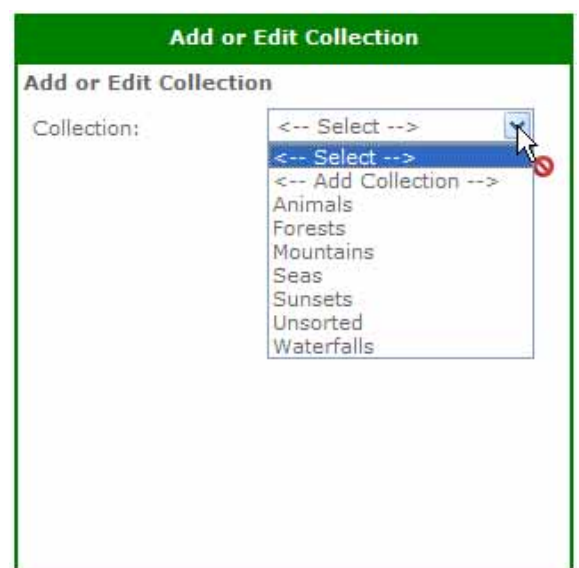 Add or Edit Collection
Add or Edit Collection
Collection: <-- Select -->
<-- Select -->
<-- Add Collection -->
Animals
Forests
Mountains
Seas
Sunsets
Unsorted
Waterfalls